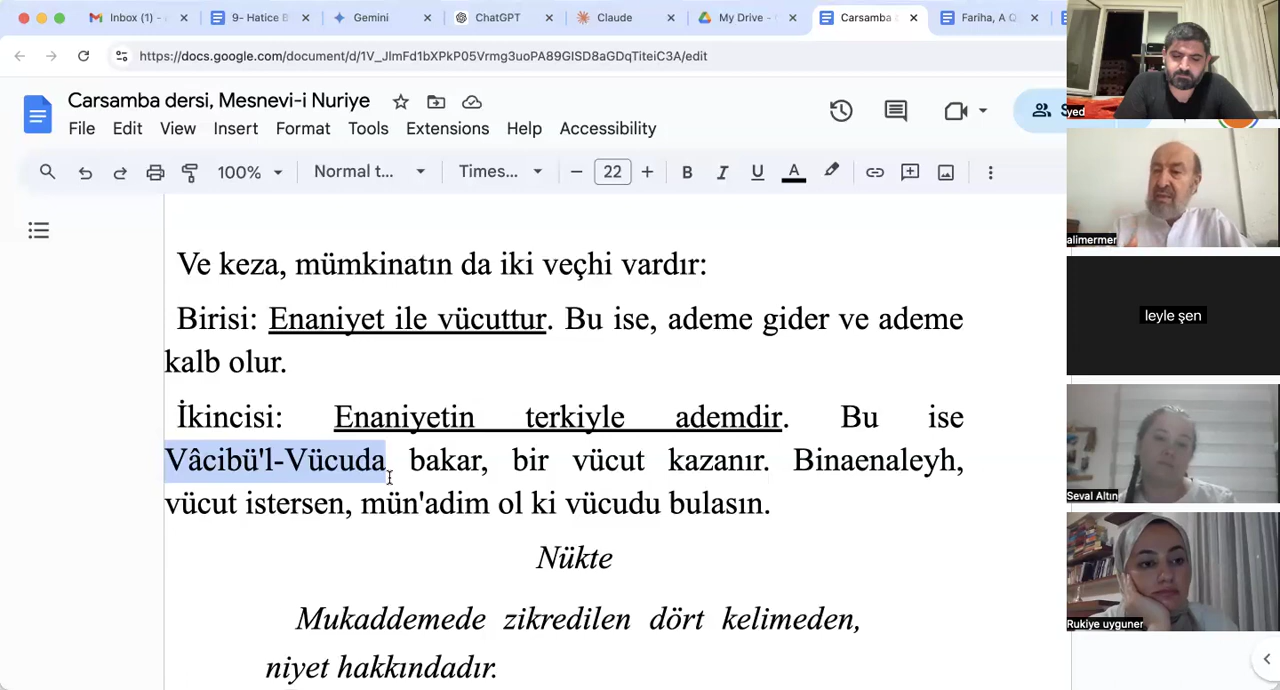 Inbox (1) -
9- Hatice B
Gemini
ChatGPT
Claude
My Drive -
Carsamba
Fariha, A Q
https://docs.google.com/document/d/1V_JlmFd1bXPkP05Vrmg3uoPA89GISD8aGDqTiteiC3A/edit
Carsamba dersi, Mesnevi-i Nuriye
File Edit View Insert Format Tools Extensions Help Accessibility
100% Normal t... Times... 22 B I U A
Ve keza, mümkinatın da iki veçhi vardır:
Birisi: Enaniyet ile vücuttur. Bu ise, ademe gider ve ademe
kalb olur.
İkincisi: Enaniyetin terkiyle ademdir. Bu ise
Vâcibü'l-Vücuda bakar, bir vücut kazanır. Binaenaleyh,
vücut istersen, mün'adim ol ki vücudu bulasın.
Nükte
Mukaddemede zikredilen dört kelimeden,
niyet hakkındadır.
syed
alimermer
leyle şen
Seval Altın
Rukiye uyguner